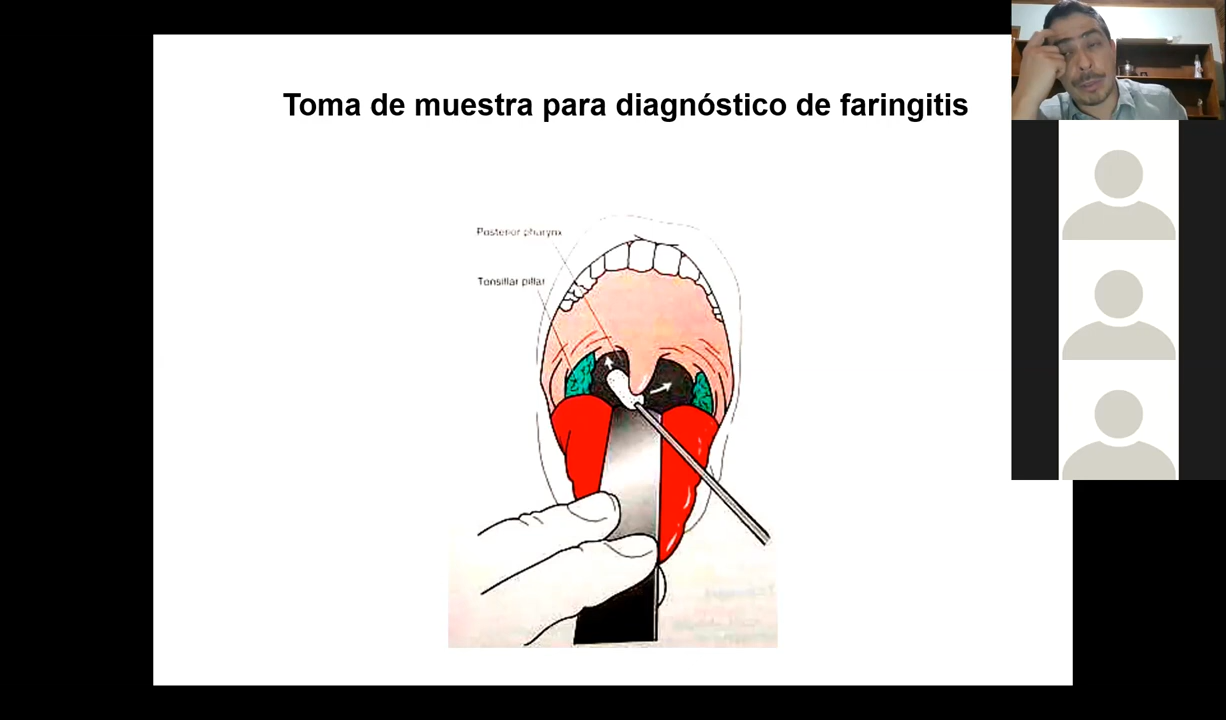 Toma de muestra para diagnóstico de faringitis
Posterior pharynx
Tonsillar pillar